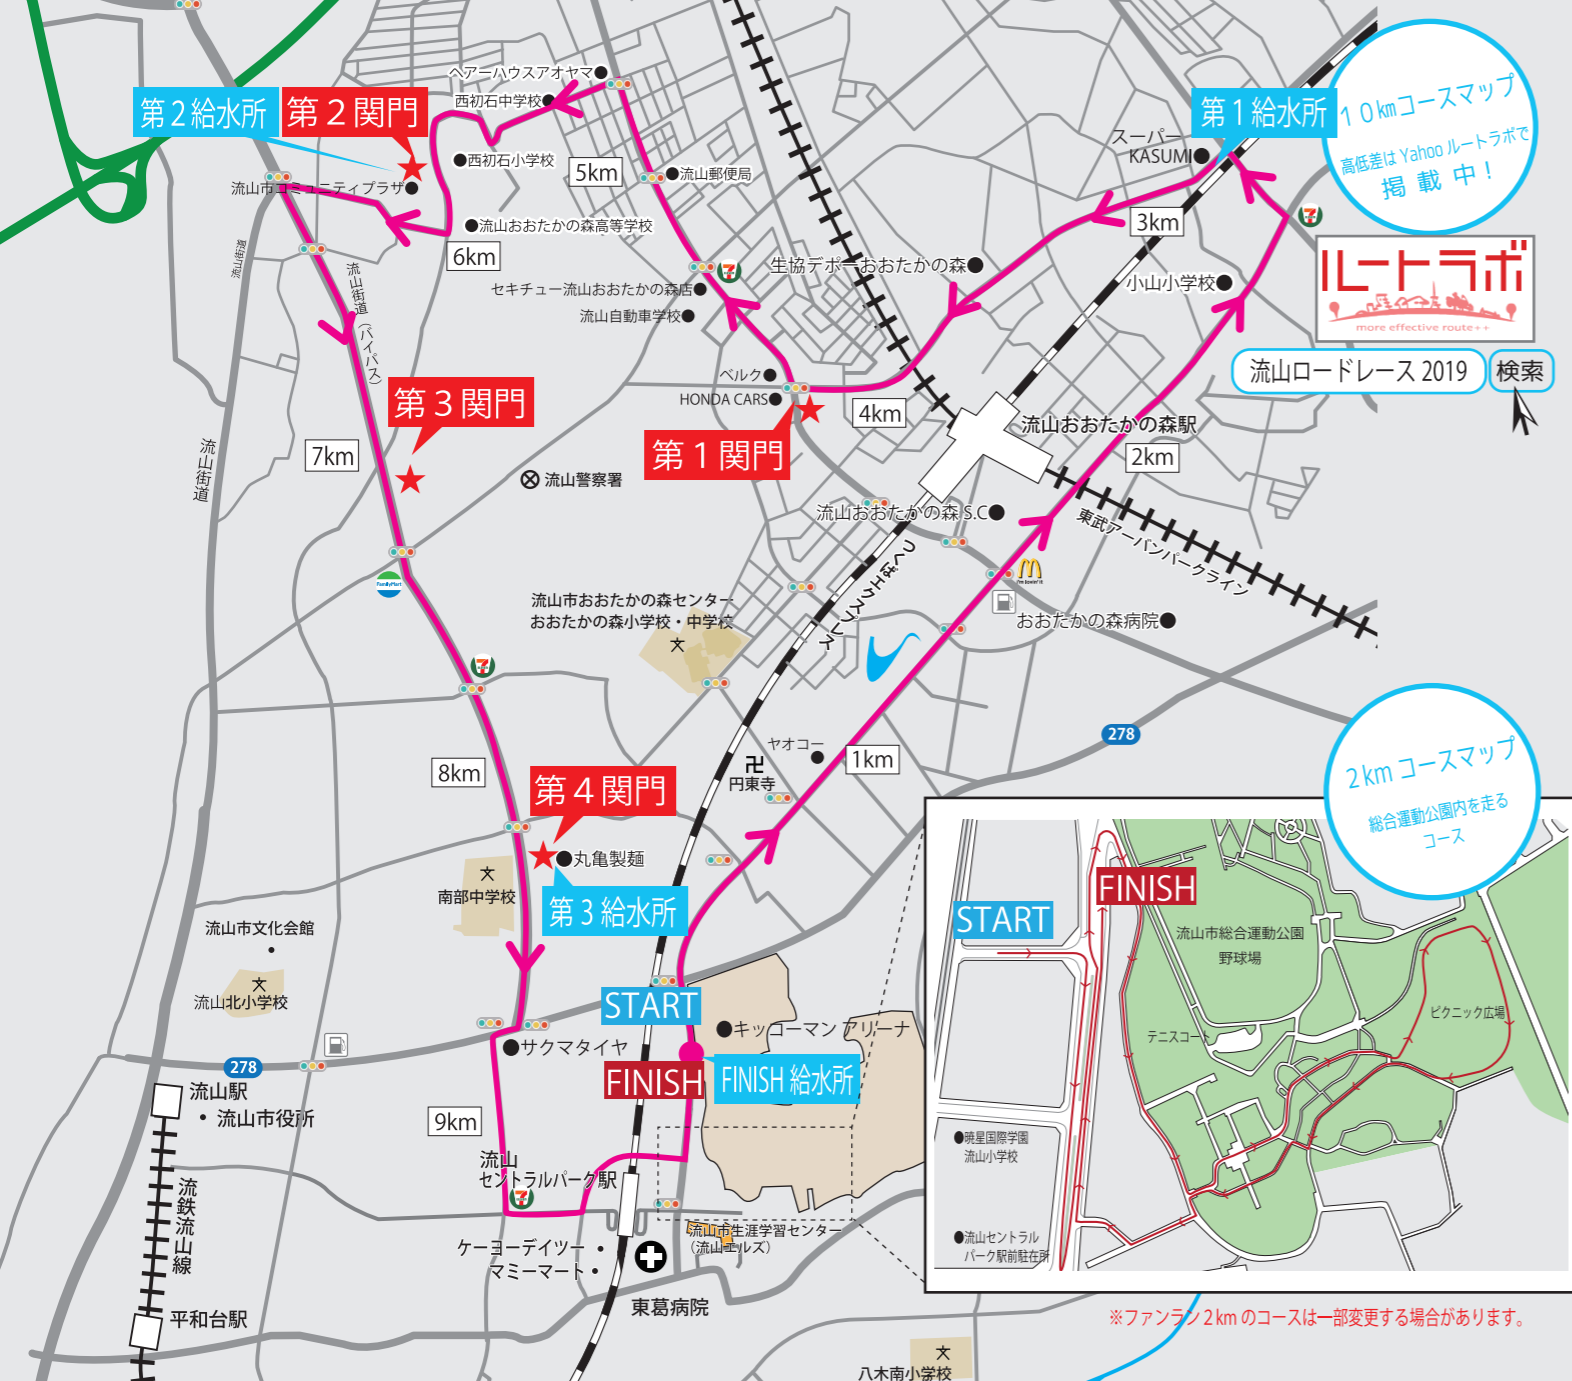 ヘアーハウスアオヤマ
西初石中学校
第2給水所
第2関門
西初石小学校
5km
流山郵便局
流山市コミュニティプラザ
流山おおたかの森高等学校
6km
流山街道
流山街道(バイパス)
セキチュー流山おおたかの森店
流山自動車学校
生協デポーおおたかの森
第1給水所
スーパー
KASUMI
3km
小山小学校
10㎞コースマップ
高低差は Yahoo ルートラボで
掲載中!
ルートラボ
more effective route++
流山ロードレース 2019
検索
ベルク
HONDA CARS
4km
第1関門
第3関門
7km
流山街道
流山警察署
流山おおたかの森駅
2km
流山おおたかの森 S.C
東武アーバンパークライン
つくばエクスプレス
FamilyMart
流山市おおたかの森センター
おおたかの森小学校・中学校
文
おおたかの森病院
278
ヤオコー
1km
円東寺
8km
第4関門
丸亀製麺
第3給水所
文
南部中学校
流山市文化会館
文
流山北小学校
START
キッコーマン アリーナ
サクマタイヤ
FINISH
FINISH 給水所
278
流山駅
・流山市役所
9km
流山
セントラルパーク駅
流鉄流山線
平和台駅
ケーヨーデイツー・
マミーマート・
流山市生涯学習センター
(流山エルズ)
東葛病院
文
八木南小学校
2km コースマップ
総合運動公園内を走る
コース
START
FINISH
流山市総合運動公園
野球場
テニスコート
ピクニック広場
暁星国際学園
流山小学校
流山セントラル
パーク駅前駐在所
※ファンラン2kmのコースは一部変更する場合があります。